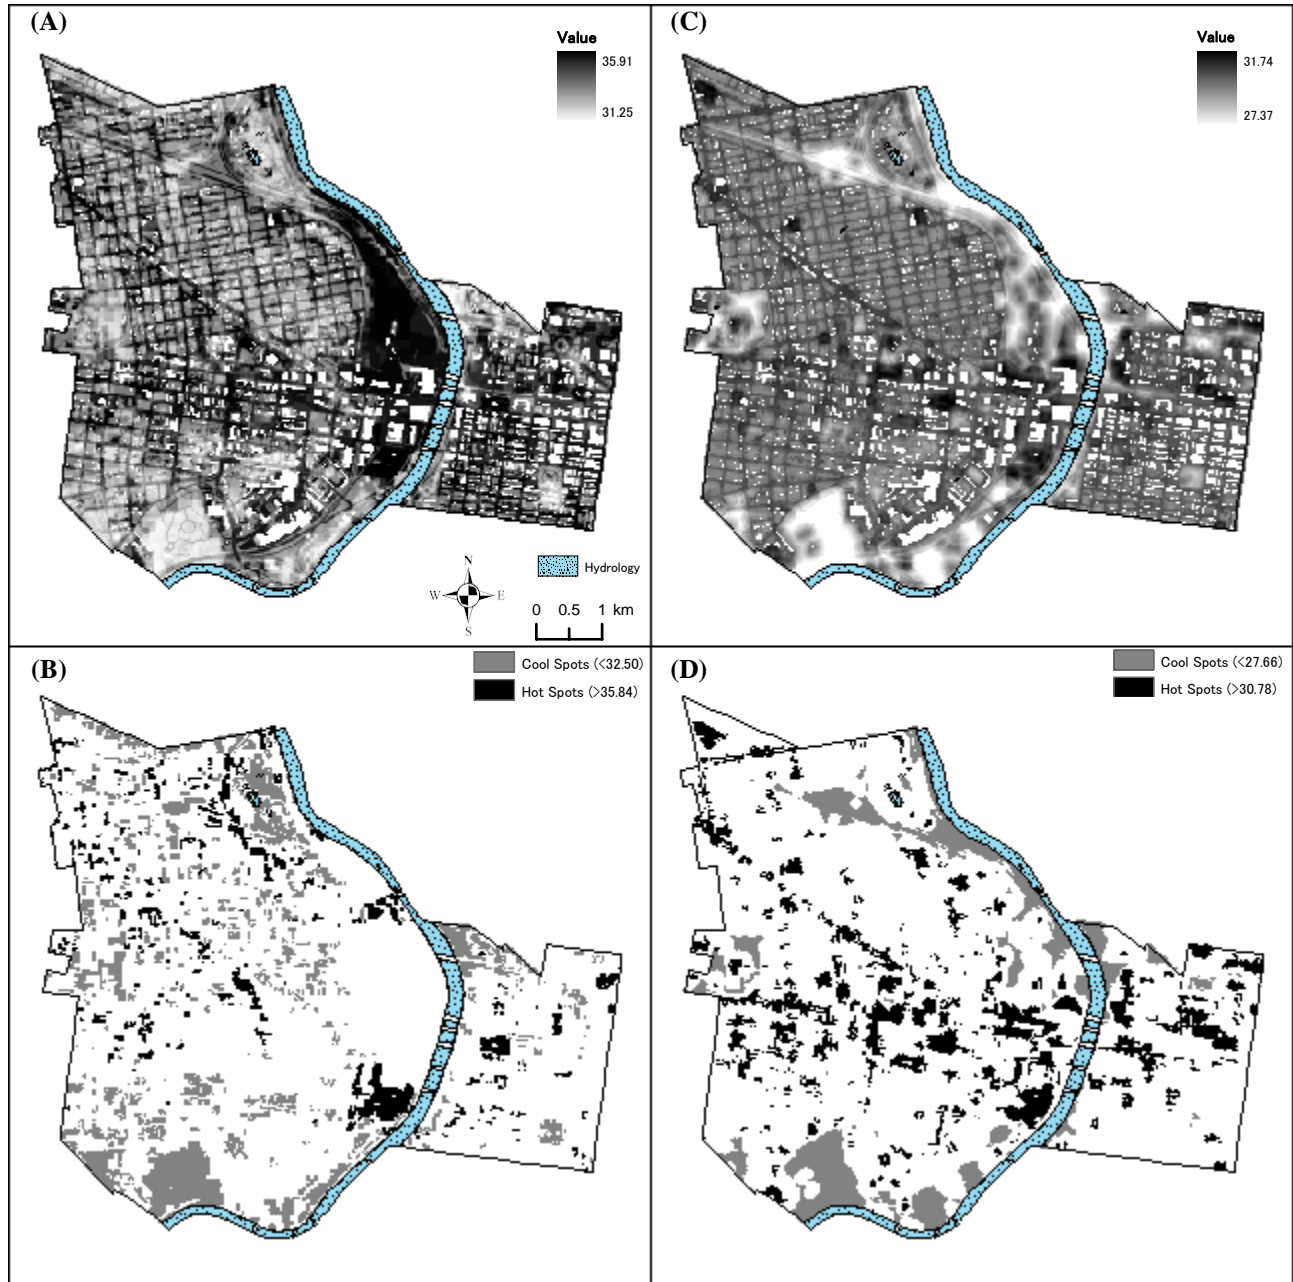 (A)
Value
35.91
31.25
N
W E
S
Hydrology
0 0.5 1 km
(C)
Value
31.74
27.37
(B)
Cool Spots (<32.50)
Hot Spots (>35.84)
(D)
Cool Spots (<27.66)
Hot Spots (>30.78)